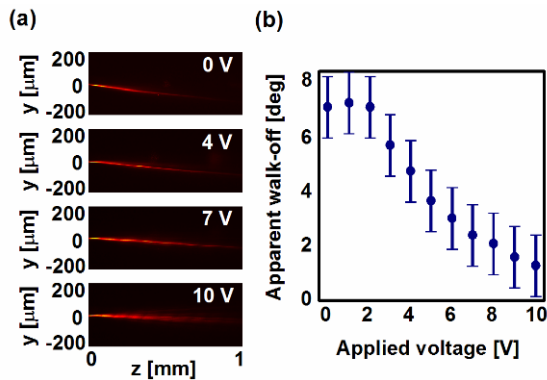 (a)
200
0
-200
y [µm]
0 V
200
0
-200
y [µm]
4 V
200
0
-200
y [µm]
7 V
200
0
-200
y [µm]
10 V
0
1
z [mm]
(b)
Apparent walk-off [deg]
8
6
4
2
0
0 2 4 6 8 10
Applied voltage [V]